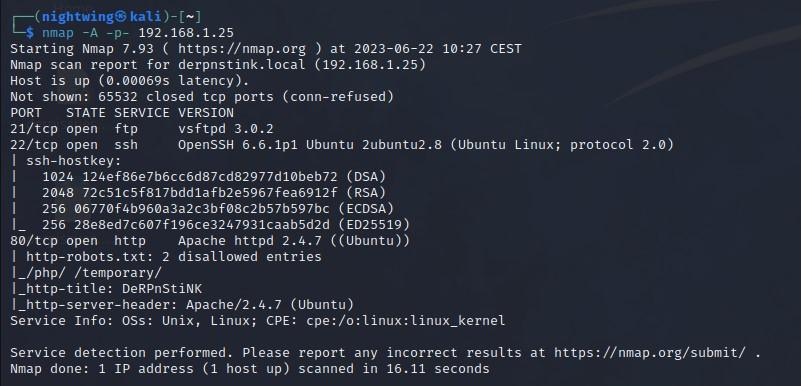 ┌──(nightwing㉿kali)-[~]
└─$ nmap -A -p- 192.168.1.25
Starting Nmap 7.93 ( https://nmap.org ) at 2023-06-22 10:27 CEST
Nmap scan report for derpnstink.local (192.168.1.25)
Host is up (0.00069s latency).
Not shown: 65532 closed tcp ports (conn-refused)
PORT   STATE SERVICE VERSION
21/tcp open  ftp     vsftpd 3.0.2
22/tcp open  ssh     OpenSSH 6.6.1p1 Ubuntu 2ubuntu2.8 (Ubuntu Linux; protocol 2.0)
| ssh-hostkey:
|   1024 124ef86e7b6cc6d87cd82977d10beb72 (DSA)
|   2048 72c51c5f817bdd1afb2e5967fea6912f (RSA)
|   256 06770f4b960a3a2c3bf08c2b57b597bc (ECDSA)
|_  256 28e8ed7c607f196ce3247931caab5d2d (ED25519)
80/tcp open  http    Apache httpd 2.4.7 ((Ubuntu))
| http-robots.txt: 2 disallowed entries
|_/php/ /temporary/
|_http-title: DeRPnStiNK
|_http-server-header: Apache/2.4.7 (Ubuntu)
Service Info: OSs: Unix, Linux; CPE: cpe:/o:linux:linux_kernel

Service detection performed. Please report any incorrect results at https://nmap.org/submit/ .
Nmap done: 1 IP address (1 host up) scanned in 16.11 seconds